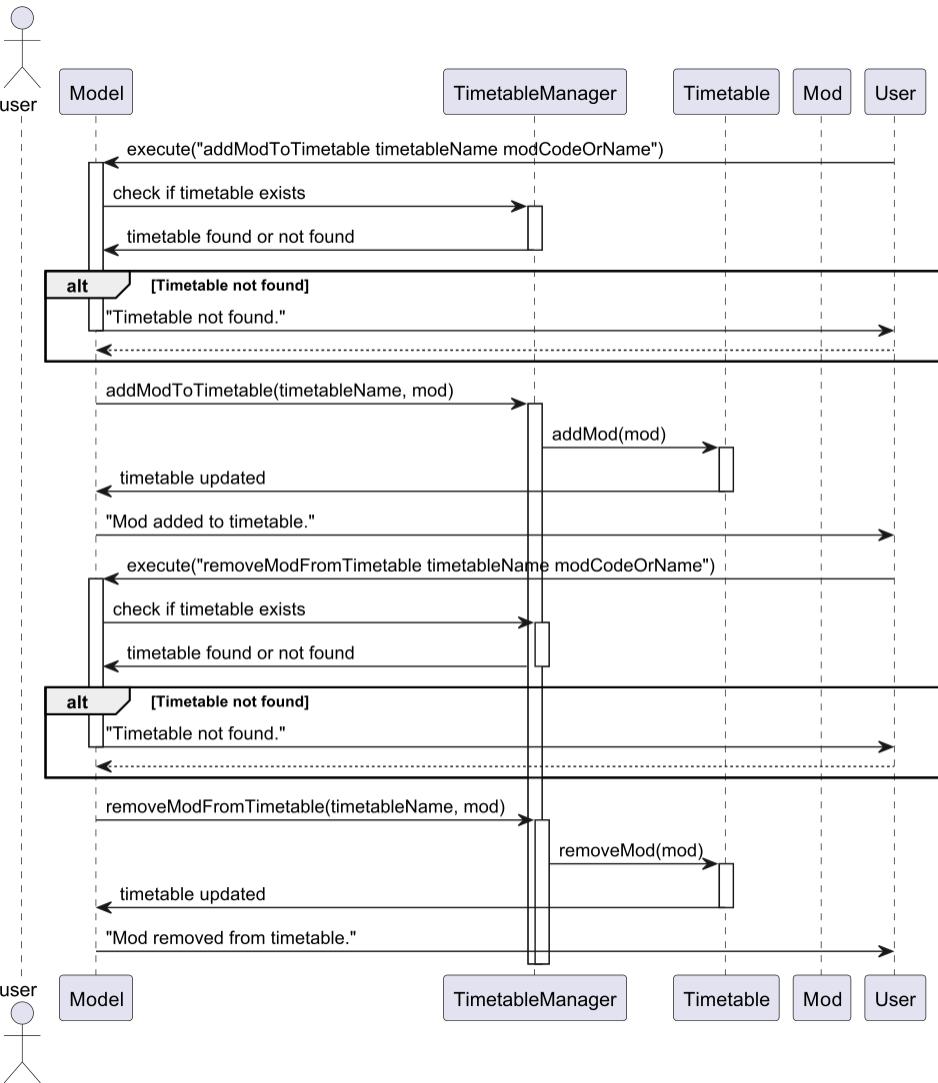 user
Model
TimetableManager
Timetable
Mod
User
execute("addModToTimetable timetableName modCodeOrName")
check if timetable exists
timetable found or not found
alt [Timetable not found]
"Timetable not found."
addModToTimetable(timetableName, mod)
addMod(mod)
timetable updated
"Mod added to timetable."
execute("removeModFromTimetable timetableName modCodeOrName")
check if timetable exists
timetable found or not found
alt [Timetable not found]
"Timetable not found."
removeModFromTimetable(timetableName, mod)
removeMod(mod)
timetable updated
"Mod removed from timetable."
user
Model
TimetableManager
Timetable
Mod
User